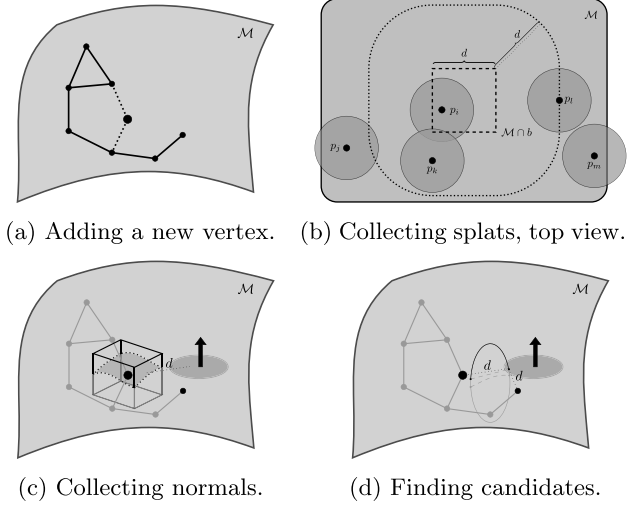 ℳ
ℳ
d
d
p_i
p_l
ℳ ∩ b
p_j
p_k
p_m
(a) Adding a new vertex.
(b) Collecting splats, top view.
ℳ
ℳ
d
d
d
(c) Collecting normals.
(d) Finding candidates.